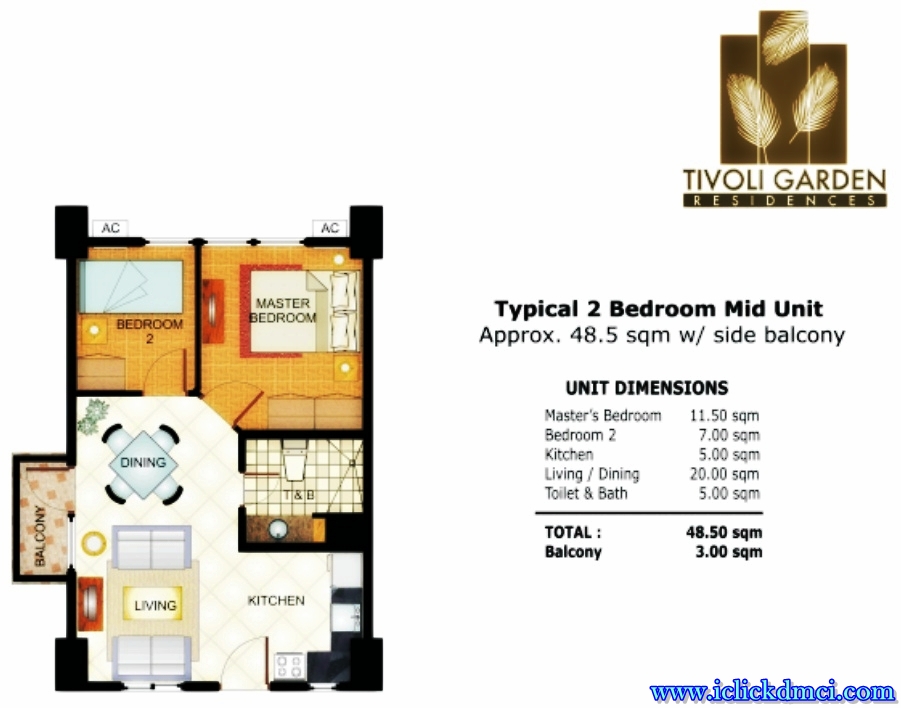 TIVOLI GARDEN
RESIDENCES
AC
AC
MASTER
BEDROOM
BEDROOM
2
DINING
T & B
BALCONY
LIVING
KITCHEN
Typical 2 Bedroom Mid Unit
Approx. 48.5 sqm w/ side balcony
UNIT DIMENSIONS
Master's Bedroom 11.50 sqm
Bedroom 2 7.00 sqm
Kitchen 5.00 sqm
Living / Dining 20.00 sqm
Toilet & Bath 5.00 sqm
TOTAL : 48.50 sqm
Balcony 3.00 sqm
www.iclickdmci.com